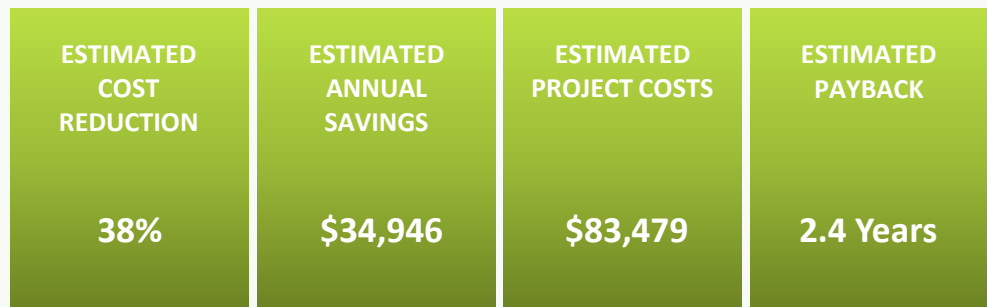 ESTIMATED
COST
REDUCTION
38%
ESTIMATED
ANNUAL
SAVINGS
$34,946
ESTIMATED
PROJECT COSTS
$83,479
ESTIMATED
PAYBACK
2.4 Years